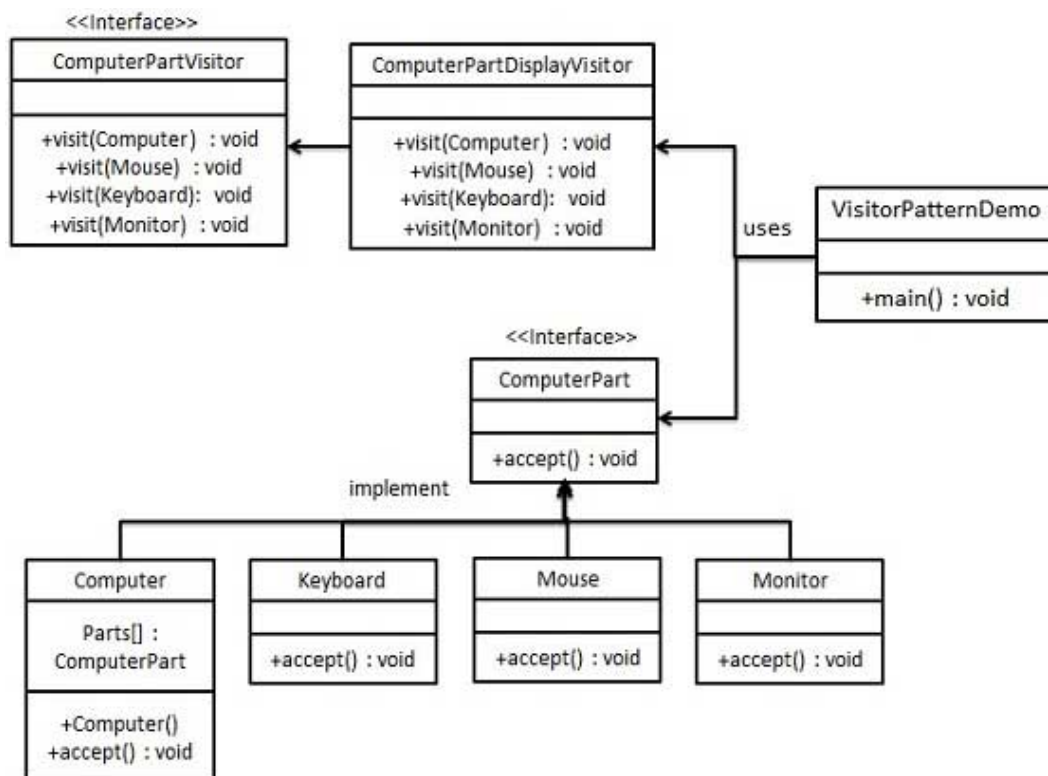 <<Interface>>
ComputerPartVisitor
+visit(Computer) : void
+visit(Mouse) : void
+visit(Keyboard): void
+visit(Monitor) : void
ComputerPartDisplayVisitor
+visit(Computer) : void
+visit(Mouse) : void
+visit(Keyboard): void
+visit(Monitor) : void
uses
VisitorPatternDemo
+main() : void
<<Interface>>
ComputerPart
+accept() : void
implement
Computer
Parts[] :
ComputerPart
+Computer()
+accept() : void
Keyboard
+accept() : void
Mouse
+accept() : void
Monitor
+accept() : void